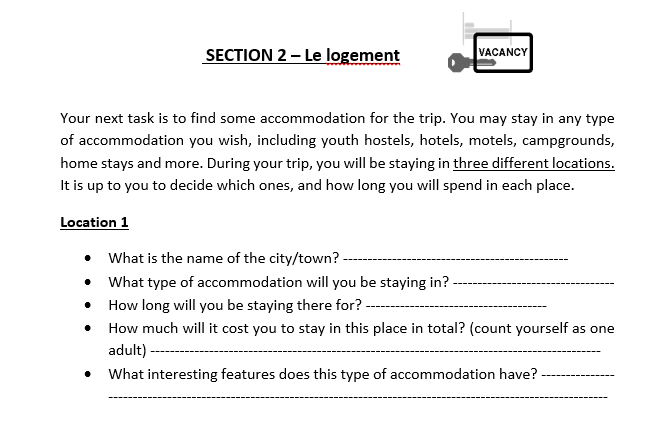 VACANCY
SECTION 2 – Le logement
Your next task is to find some accommodation for the trip. You may stay in any type
of accommodation you wish, including youth hostels, hotels, motels, campgrounds,
home stays and more. During your trip, you will be staying in three different locations.
It is up to you to decide which ones, and how long you will spend in each place.
Location 1
• What is the name of the city/town? ------------------------------------------------
• What type of accommodation will you be staying in? ----------------------------------
• How long will you be staying there for? ---------------------------------------
• How much will it cost you to stay in this place in total? (count yourself as one
adult) ------------------------------------------------------------------------------------------------
• What interesting features does this type of accommodation have? ---------------
-----------------------------------------------------------------------------------------------------------